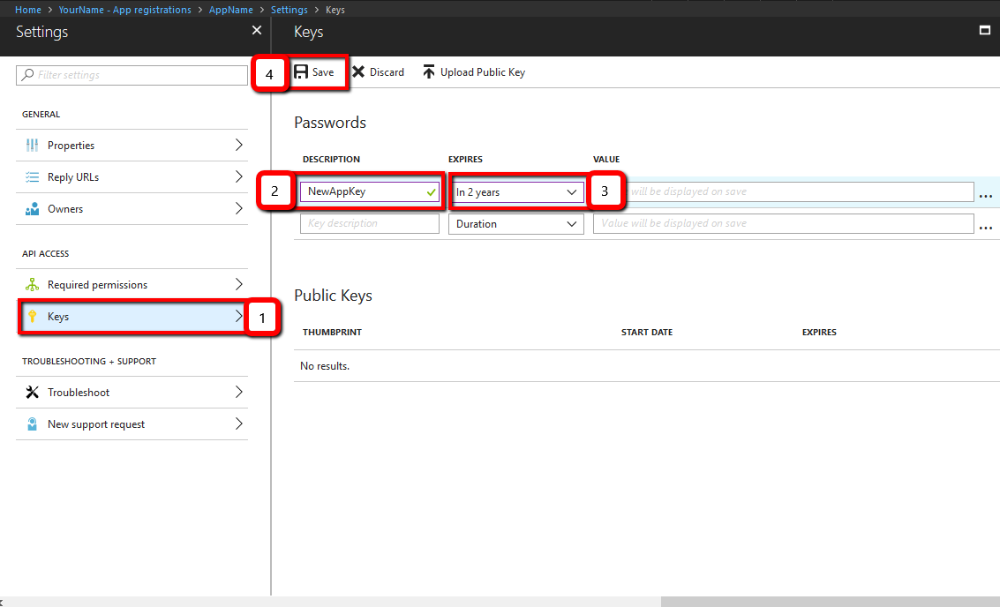 Home > YourName - App registrations > AppName > Settings > Keys
Settings
Keys
Filter settings
4
Save
Discard
Upload Public Key
GENERAL
Properties
Reply URLs
Owners
API ACCESS
Required permissions
Keys
1
TROUBLESHOOTING + SUPPORT
Troubleshoot
New support request
Passwords
DESCRIPTION EXPIRES VALUE
2 NewAppKey In 2 years 3 will be displayed on save ...
Key description Duration Value will be displayed on save ...
Public Keys
THUMBPRINT START DATE EXPIRES
No results.